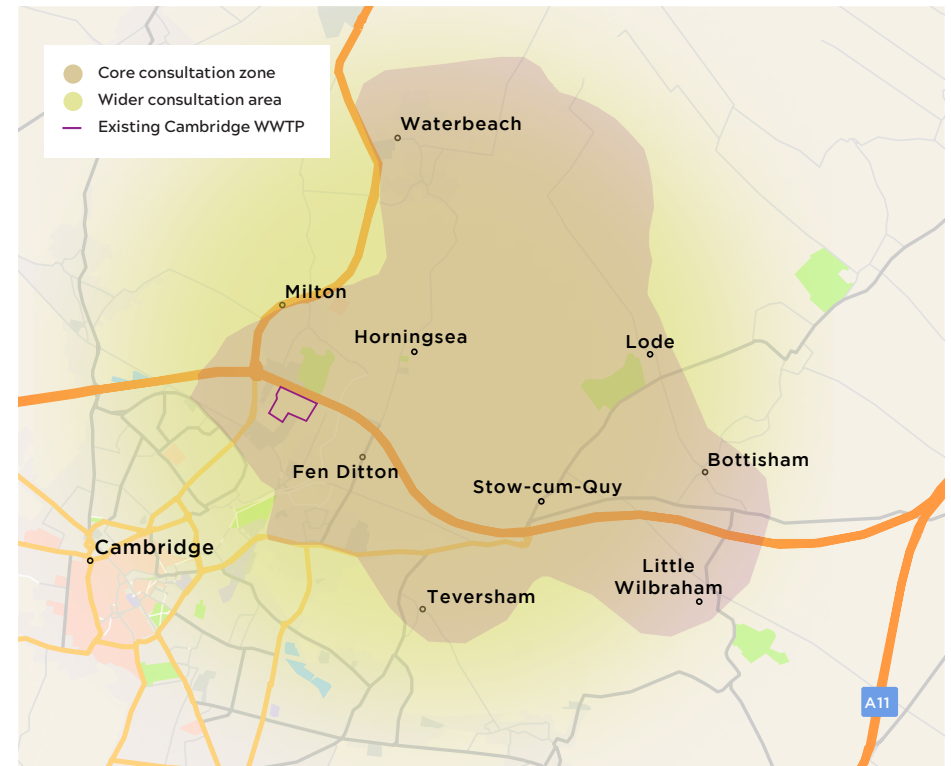 Core consultation zone
Wider consultation area
Existing Cambridge WWTP
Waterbeach
Milton
Horningsea
Lode
Fen Ditton
Bottisham
Stow-cum-Quy
Cambridge
Little
Wilbraham
Teversham
A11